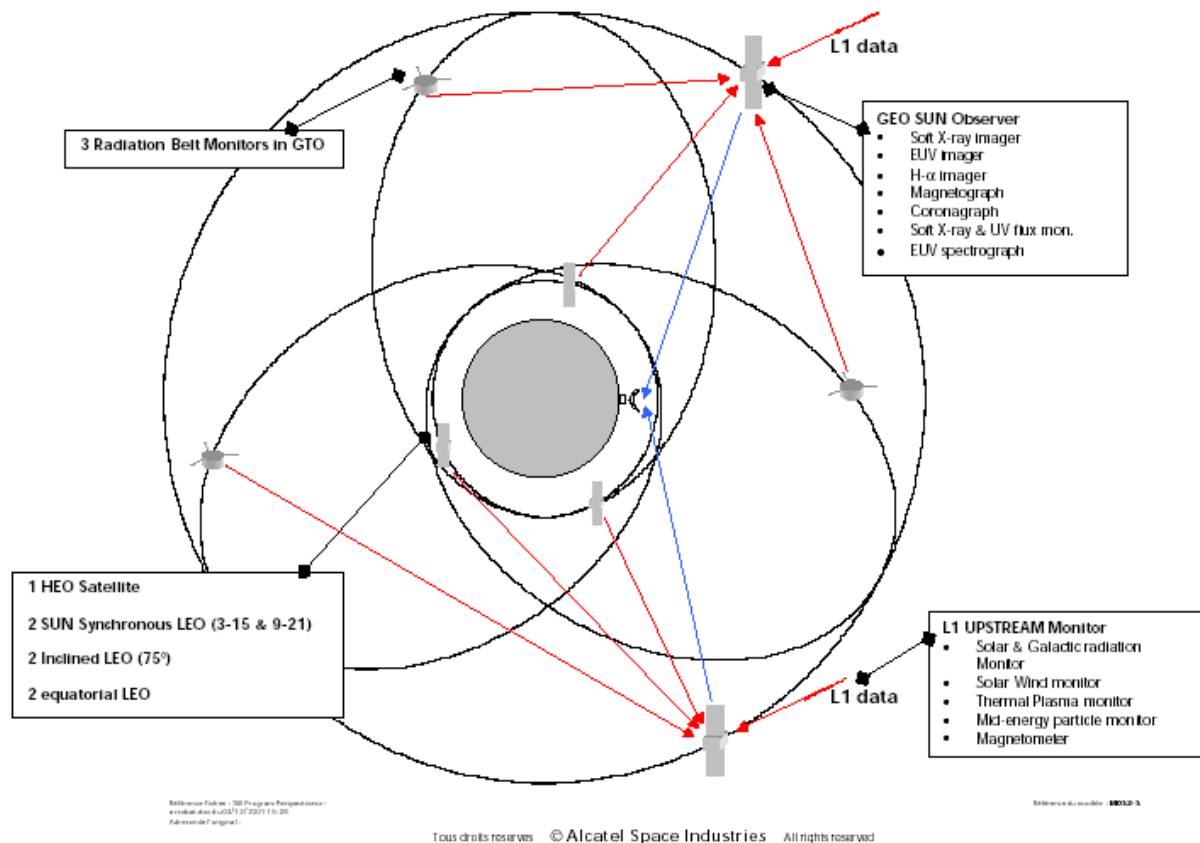 L1 data
3 Radiation Belt Monitors in GTO
GEO SUN Observer
• Soft X-ray imager
• EUV imager
• H-α imager
• Magnetograph
• Coronagraph
• Soft X-ray & UV flux mon.
• EUV spectrograph
1 HEO Satellite
2 SUN Synchronous LEO (3-15 & 9-21)
2 Inclined LEO (75°)
2 equatorial LEO
L1 UPSTREAM Monitor
• Solar & Galactic radiation
Monitor
• Solar Wind monitor
• Thermal Plasma monitor
• Mid-energy particle monitor
• Magnetometer
L1 data
Référence du modèle :
Tous droits reserves © Alcatel Space Industries All rights reserved